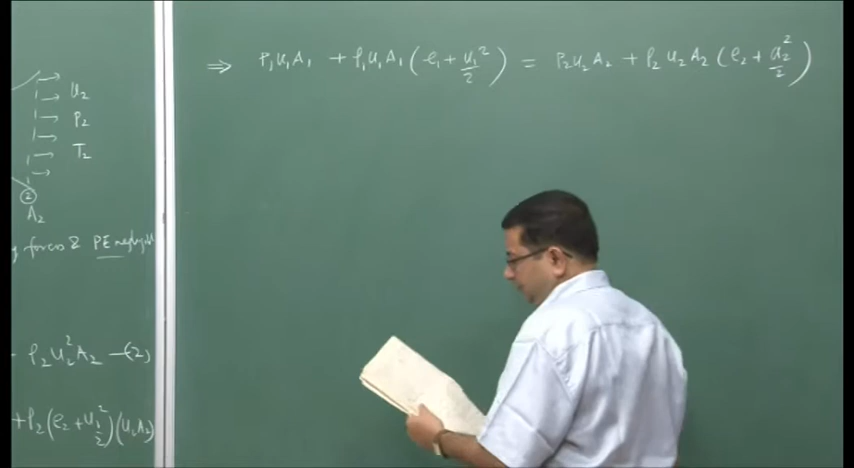 ⇒ P₁u₁A₁ + ρ₁u₁A₁(e₁ + u₁²/2) = P₂u₂A₂ + ρ₂u₂A₂(e₂ + u₂²/2)
u₂
P₂
T₂
②
A₂
forces & PE
ρ₂u₂²A₂ —(2)
+ρ₂(e₂ + u₂²/2)(u₂A₂)